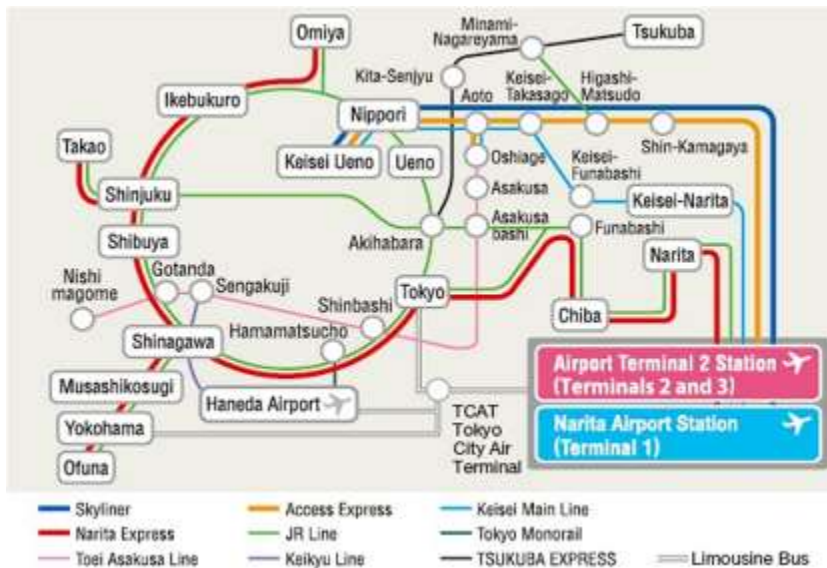 Omiya
Minami-
Nagareyama
Tsukuba
Kita-Senjyu
Keisei-
Takasago
Higashi-
Matsudo
Ikebukuro
Nippori
Aoto
Takao
Keisei Ueno
Ueno
Oshiage
Shin-Kamagaya
Keisei-
Funabashi
Shinjuku
Asakusa
Keisei-Narita
Shibuya
Akihabara
Asakusa
bashi
Funabashi
Narita
Nishi
magome
Gotanda
Sengakuji
Tokyo
Shinbashi
Chiba
Shinagawa
Hamamatsucho
Airport Terminal 2 Station
(Terminals 2 and 3)
Musashikosugi
Haneda Airport
TCAT
Tokyo
City Air
Terminal
Narita Airport Station
(Terminal 1)
Yokohama
Ofuna
Skyliner
Access Express
Keisei Main Line
Narita Express
JR Line
Tokyo Monorail
Toei Asakusa Line
Keikyu Line
TSUKUBA EXPRESS
Limousine Bus